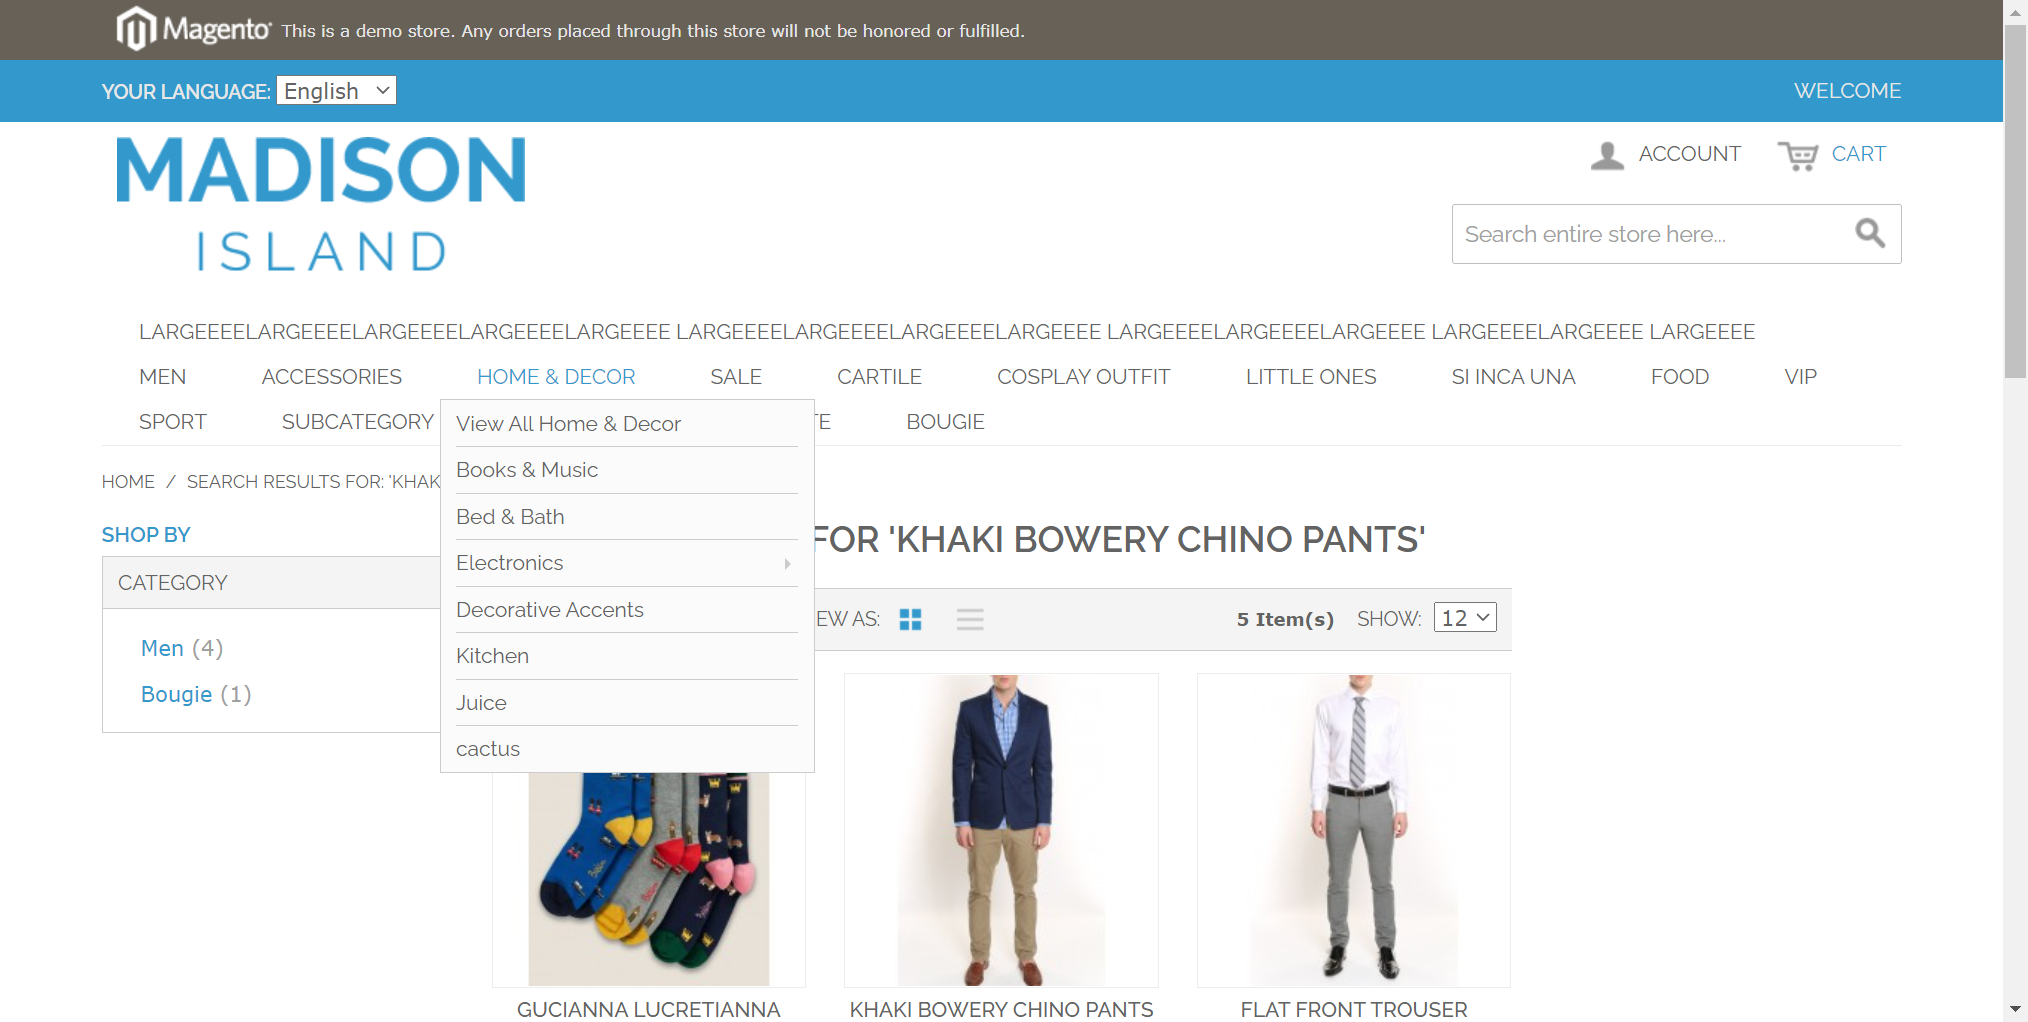 Magento® This is a demo store. Any orders placed through this store will not be honored or fulfilled.
YOUR LANGUAGE: English
WELCOME
MADISON
ISLAND
ACCOUNT
CART
Search entire store here...
LARGEEEELARGEEEELARGEEEELARGEEEELARGEEEE LARGEEEELARGEEEELARGEEEELARGEEEE LARGEEEELARGEEEELARGEEEE LARGEEEELARGEEEE LARGEEEE
MEN ACCESSORIES HOME & DECOR SALE CARTILE COSPLAY OUTFIT LITTLE ONES SI INCA UNA FOOD VIP
SPORT SUBCATEGORY TE BOUGIE
View All Home & Decor
Books & Music
Bed & Bath
Electronics
Decorative Accents
Kitchen
Juice
cactus
HOME / SEARCH RESULTS FOR: 'KHAK
SHOP BY
CATEGORY
Men (4)
Bougie (1)
FOR 'KHAKI BOWERY CHINO PANTS'
EW AS:
5 Item(s) SHOW: 12
GUCIANNA LUCRETIANNA
KHAKI BOWERY CHINO PANTS
FLAT FRONT TROUSER